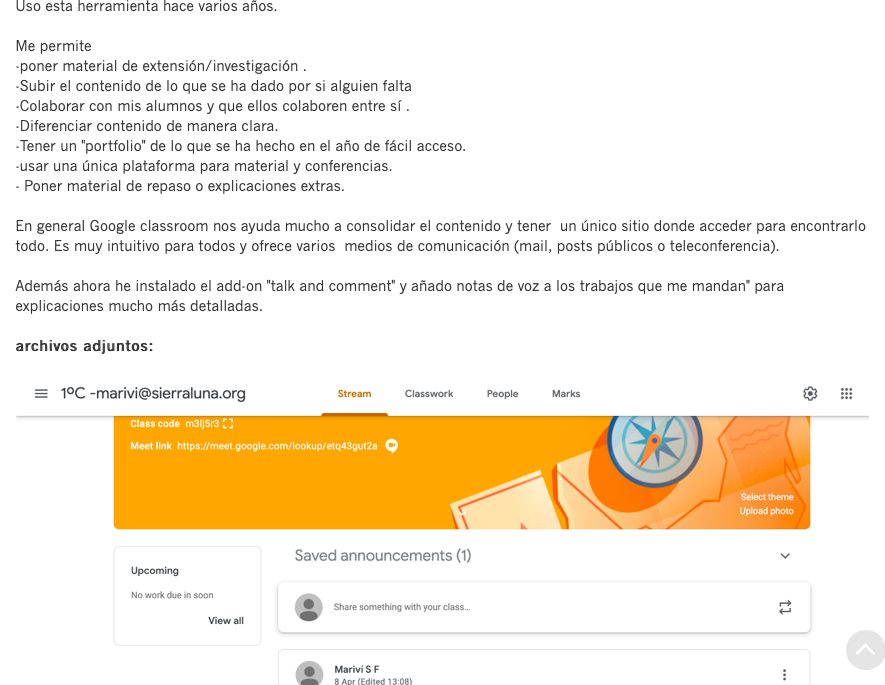 Uso esta herramienta hace varios años.
Me permite
-poner material de extensión/investigación .
-Subir el contenido de lo que se ha dado por si alguien falta
-Colaborar con mis alumnos y que ellos colaboren entre sí .
-Diferenciar contenido de manera clara.
-Tener un "portfolio" de lo que se ha hecho en el año de fácil acceso.
-usar una única plataforma para material y conferencias.
- Poner material de repaso o explicaciones extras.
En general Google classroom nos ayuda mucho a consolidar el contenido y tener  un único sitio donde acceder para encontrarlo
todo. Es muy intuitivo para todos y ofrece varios  medios de comunicación (mail, posts públicos o teleconferencia).
Además ahora he instalado el add-on "talk and comment" y añado notas de voz a los trabajos que me mandan" para
explicaciones mucho más detalladas.
archivos adjuntos:
1ºC -marivi@sierraluna.org
Stream Classwork People Marks
Class code m3lj5r3
Meet link https://meet.google.com/lookup/etq43gut2a
Select theme
Upload photo
Upcoming
No work due in soon
View all
Saved announcements (1)
Share something with your class...
Mariví S F
8 Apr (Edited 13:08)